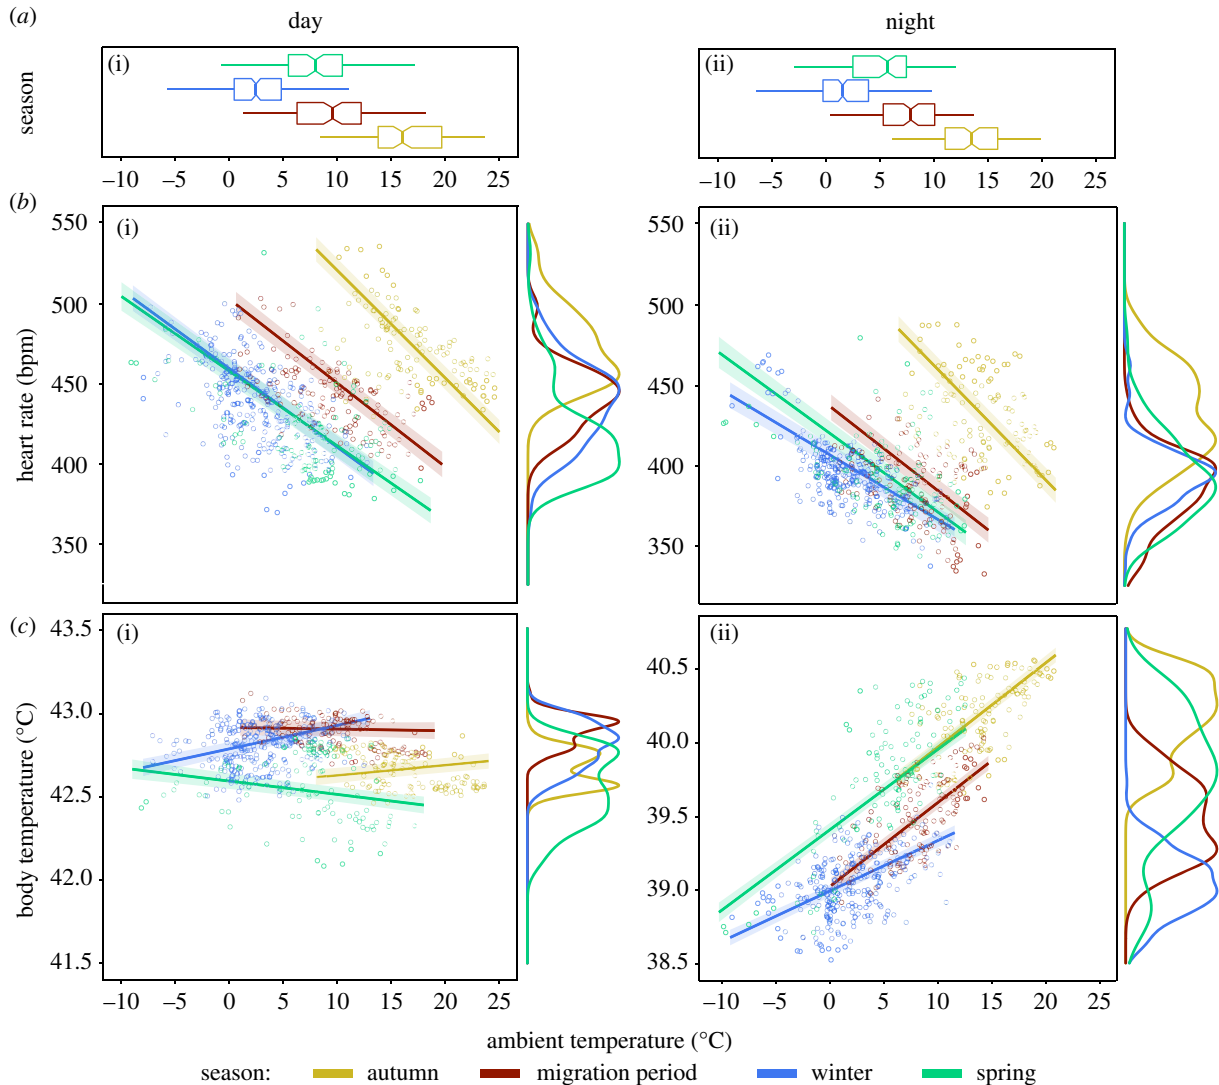 (a) day night
season (i) (ii)
–10 –5 0 5 10 15 20 25 –10 –5 0 5 10 15 20 25
(b) (i) (ii)
heart rate (bpm)
550 550
500 500
450 450
400 400
350 350
(c) (i) (ii)
body temperature (°C)
43.5
43.0 40.5
42.5 40.0
42.0 39.5
41.5 39.0
38.5
–10 –5 0 5 10 15 20 25 –10 –5 0 5 10 15 20 25
ambient temperature (°C)
season: autumn migration period winter spring